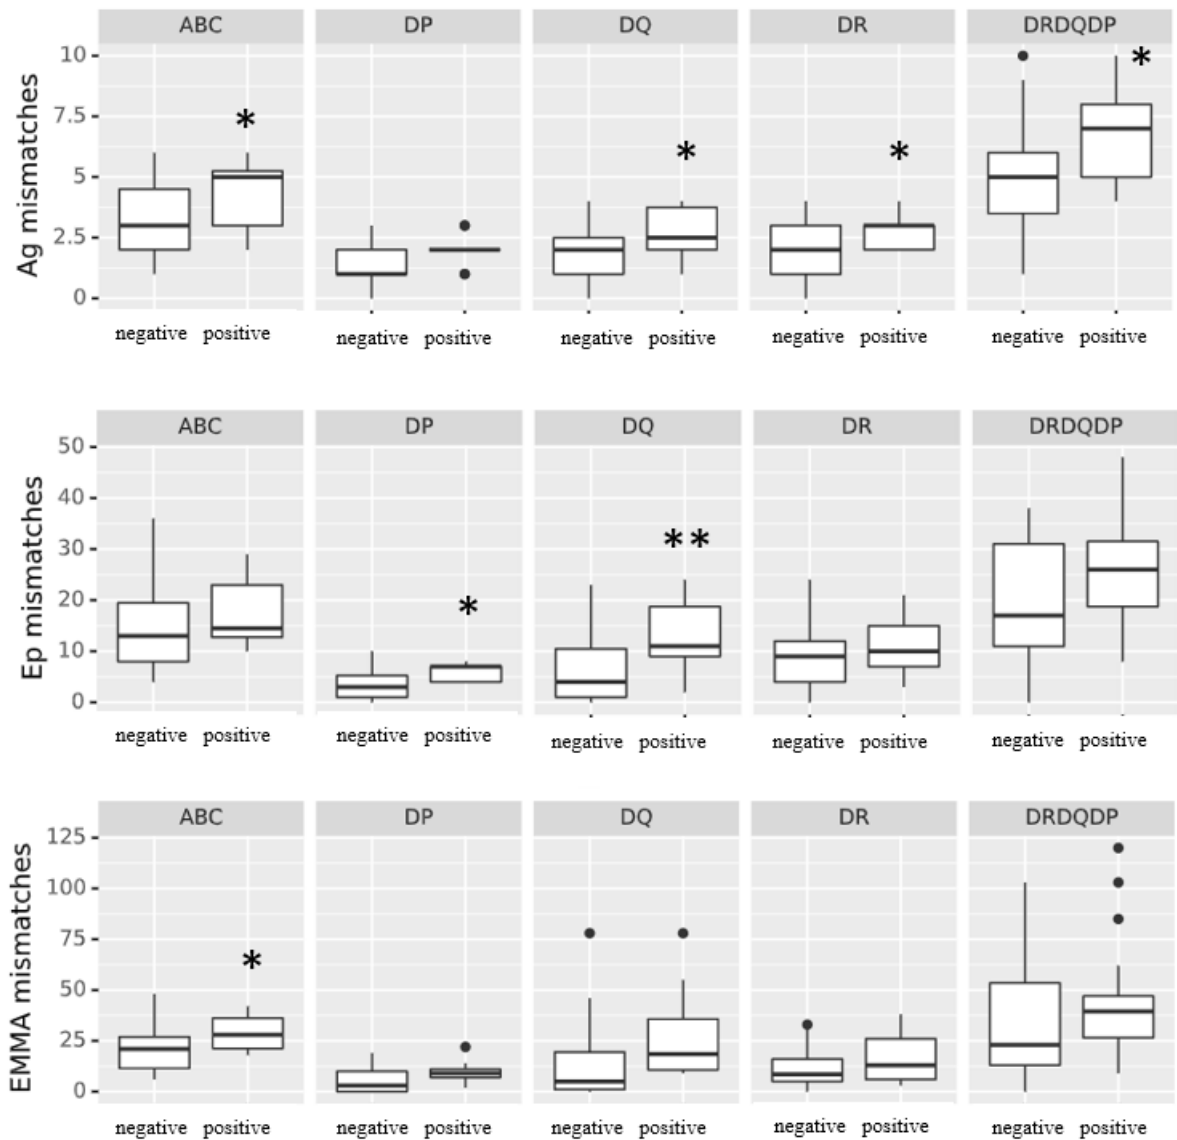 ABC DP DQ DR DRDQDP
Ag mismatches
10
7.5
5
2.5
0
* * * *
negative positive negative positive negative positive negative positive negative positive
ABC DP DQ DR DRDQDP
Ep mismatches
50
40
30
20
10
0
* **
negative positive negative positive negative positive negative positive negative positive
ABC DP DQ DR DRDQDP
EMMA mismatches
125
100
75
50
25
0
*
negative positive negative positive negative positive negative positive negative positive